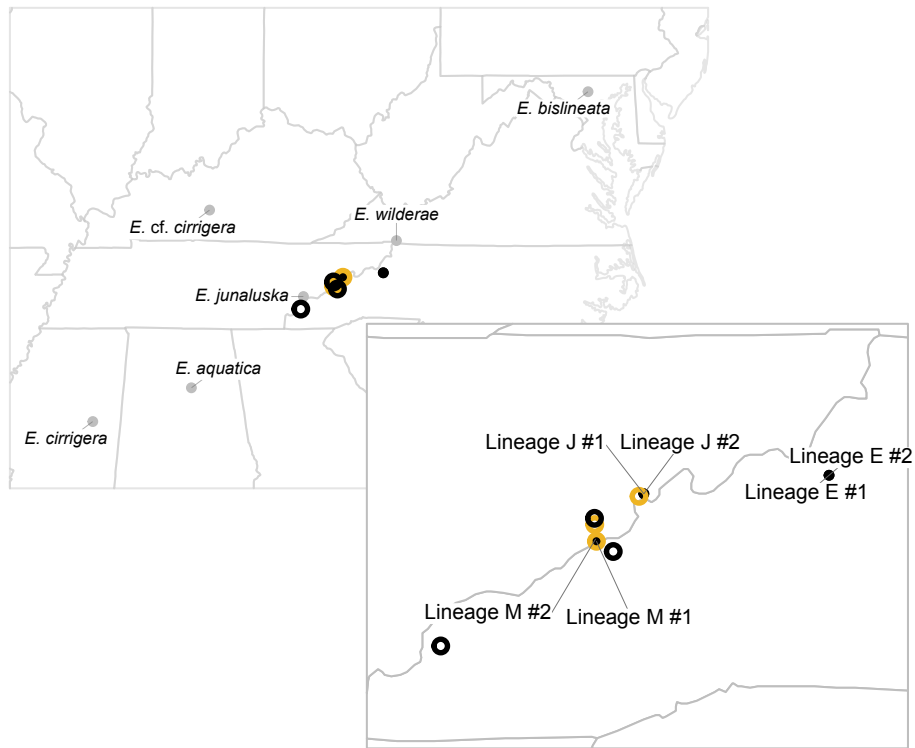 E. bislineata
E. wilderae
E. cf. cirrigera
E. junaluska
E. aquatica
E. cirrigera
Lineage J #1
Lineage J #2
Lineage E #2
Lineage E #1
Lineage M #2
Lineage M #1